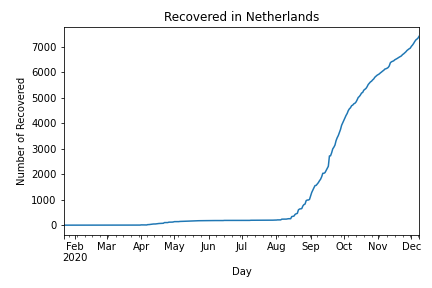 Recovered in Netherlands
Number of Recovered
7000
6000
5000
4000
3000
2000
1000
0
Feb Mar Apr May Jun Jul Aug Sep Oct Nov Dec
2020
Day